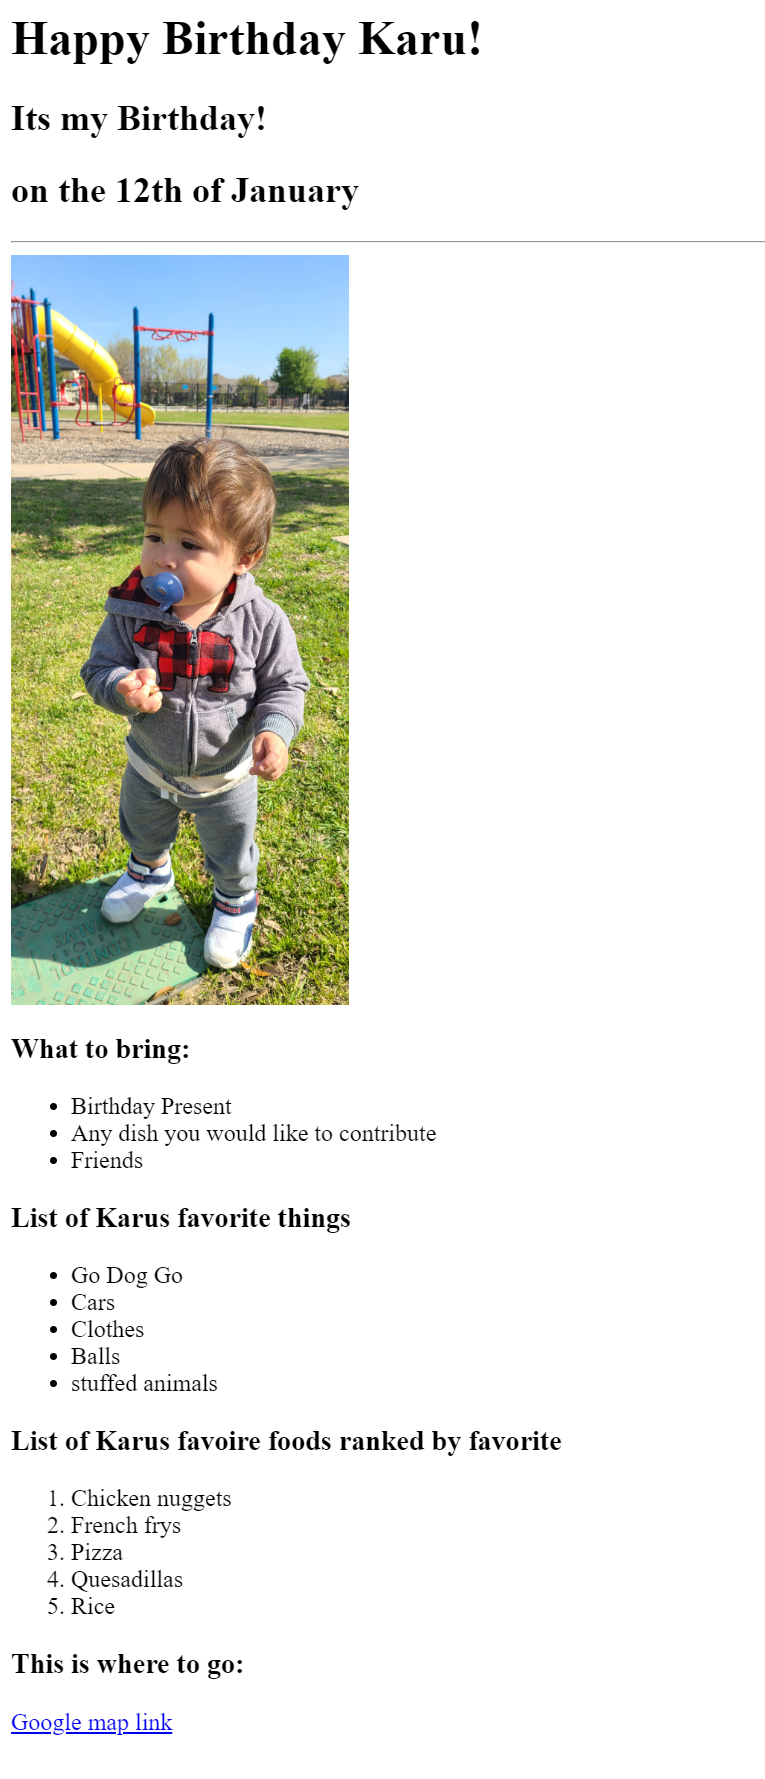 Happy Birthday Karu!
Its my Birthday!
on the 12th of January
What to bring:
Birthday Present
Any dish you would like to contribute
Friends
List of Karus favorite things
Go Dog Go
Cars
Clothes
Balls
stuffed animals
List of Karus favoire foods ranked by favorite
1. Chicken nuggets
2. French frys
3. Pizza
4. Quesadillas
5. Rice
This is where to go:
Google map link